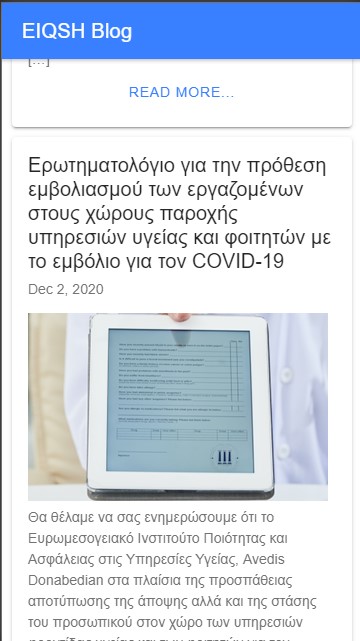 EIQSH Blog
[…]
READ MORE...
Ερωτηματολόγιο για την πρόθεση
εμβολιασμού των εργαζομένων
στους χώρους παροχής
υπηρεσιών υγείας και φοιτητών με
το εμβόλιο για τον COVID-19
Dec 2, 2020
Θα θέλαμε να σας ενημερώσουμε ότι το
Ευρωμεσογειακό Ινστιτούτο Ποιότητας και
Ασφάλειας στις Υπηρεσίες Υγείας, Avedis
Donabedian στα πλαίσια της προσπάθειας
αποτύπωσης της άποψης αλλά και της στάσης
του προσωπικού στον χώρο των υπηρεσιών